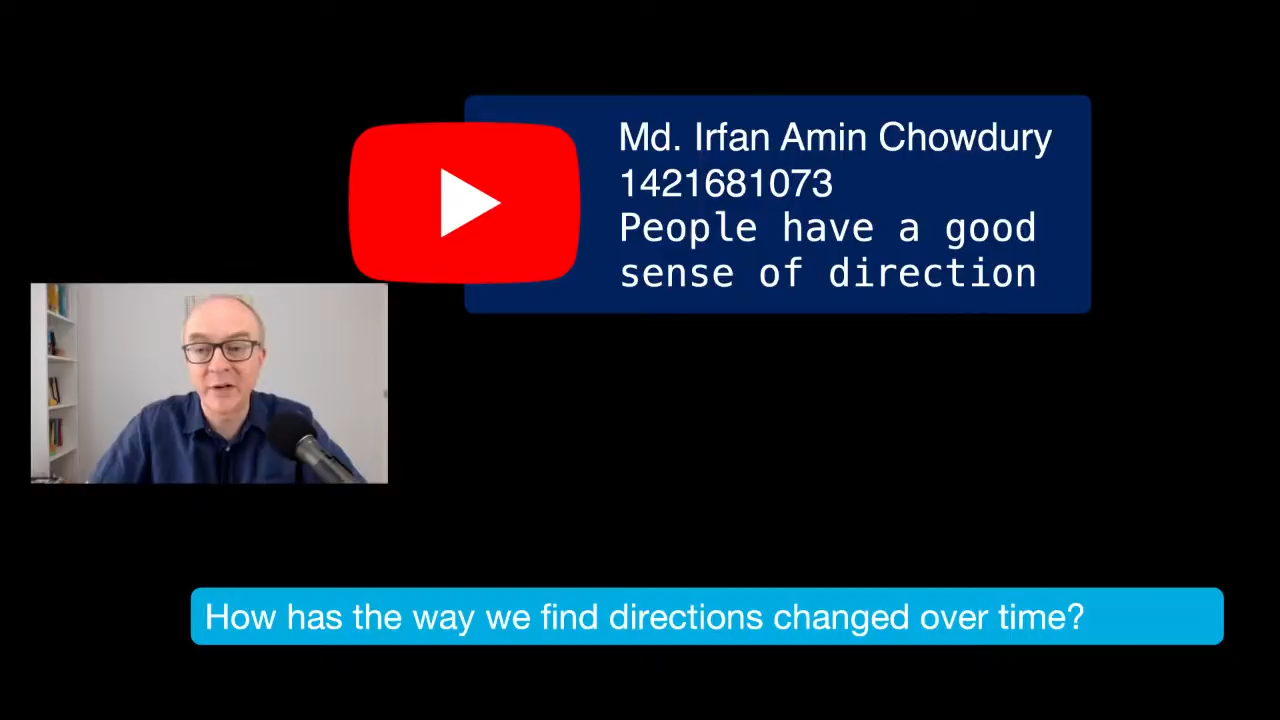 Md. Irfan Amin Chowdury
1421681073
People have a good
sense of direction
How has the way we find directions changed over time?